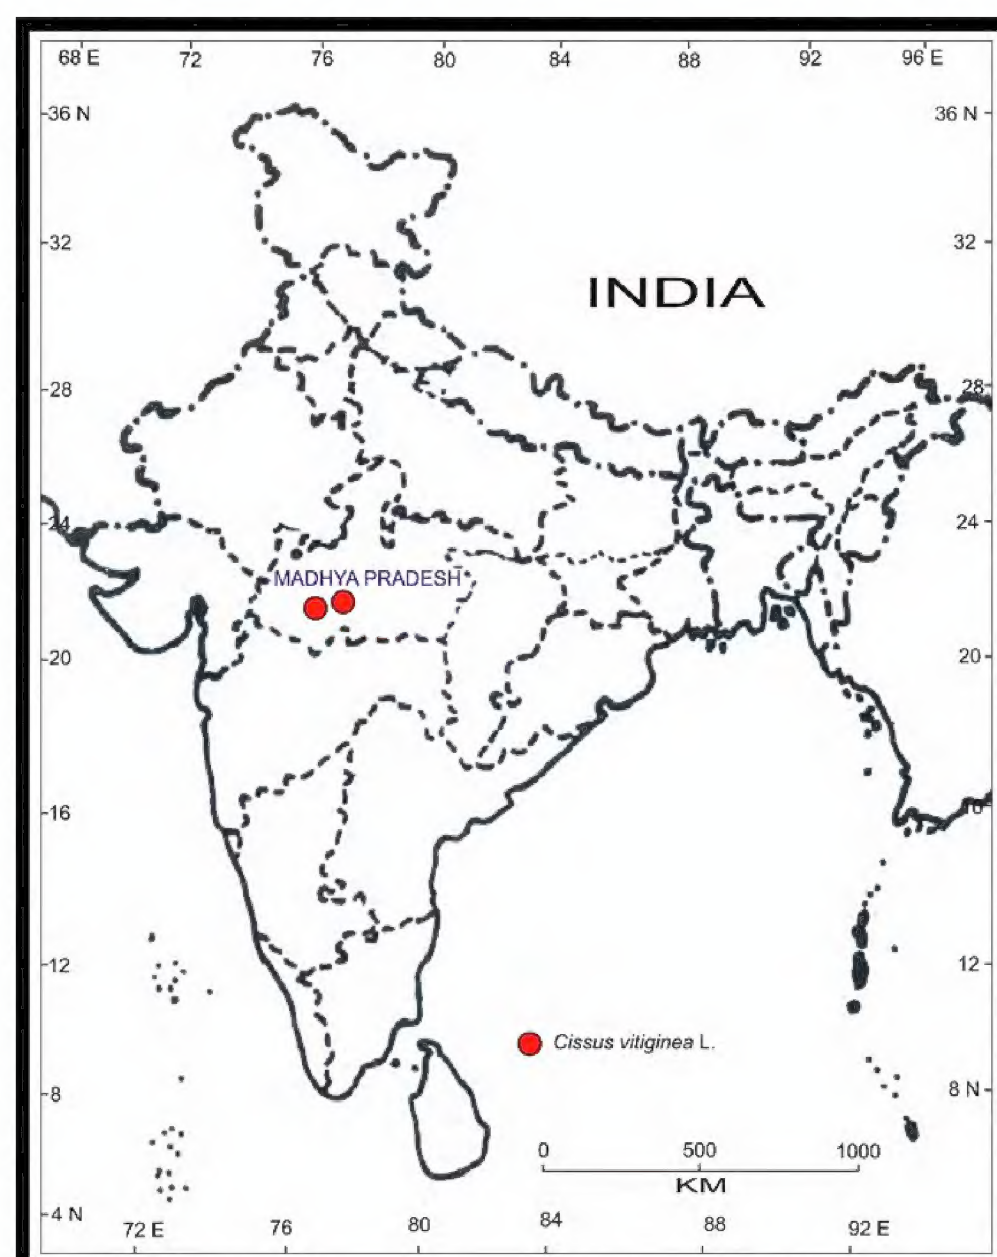 68 E 72 76 80 84 88 92 96 E
36 N 36 N
32 32
INDIA
28 28
24 24
MADHYA PRADESH
20 20
16 16
12 12
Cissus vitiginea L.
8 8 N
0 500 1000
KM
4 N
72 E 76 80 84 88 92 E